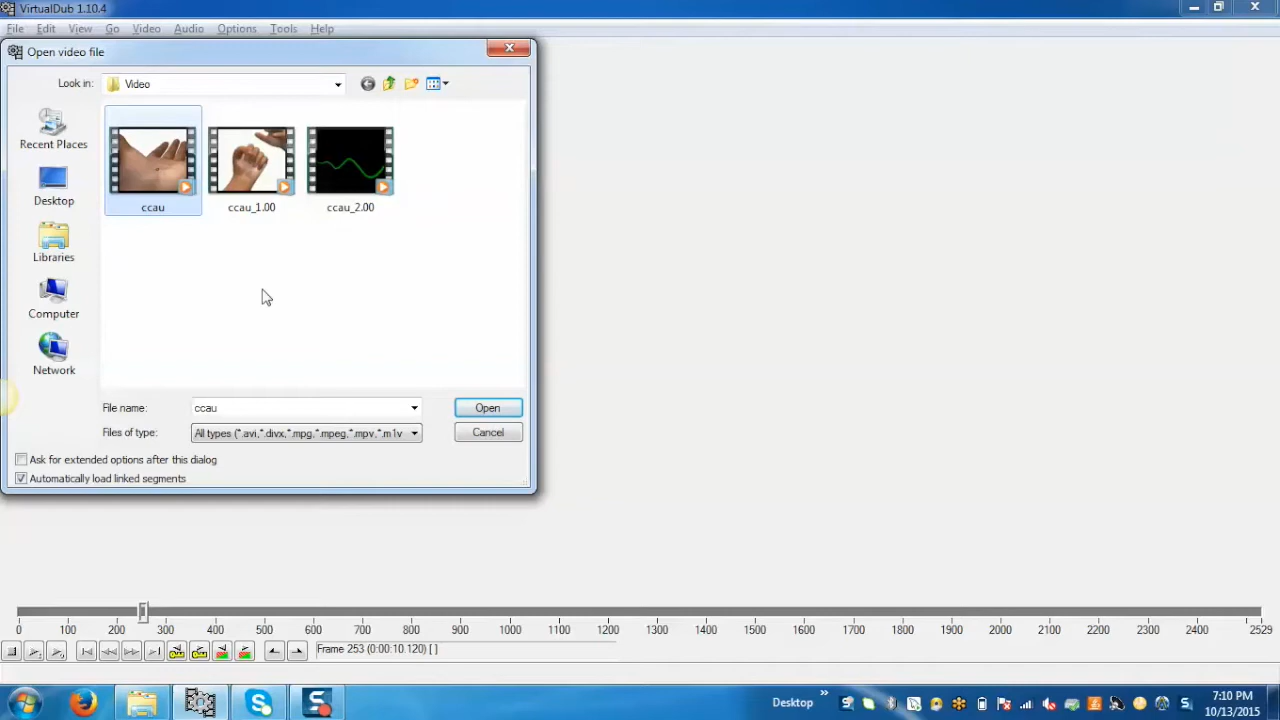 VirtualDub 1.10.4
File Edit View Go Video Audio Options Tools Help
Open video file
Look in: Video
Recent Places
Desktop
Libraries
Computer
Network
ccau ccau_1.00 ccau_2.00
File name: ccau Open
Files of type: All types (*.avi,*.divx,*.mpg,*.mpeg,*.mpv,*.m1v Cancel
Ask for extended options after this dialog
Automatically load linked segments
0 100 200 300 400 500 600 700 800 900 1000 1100 1200 1300 1400 1500 1600 1700 1800 1900 2000 2100 2200 2300 2400 2529
Frame 253 (0:00:10.120) [ ]
Desktop » 7:10 PM
10/13/2015